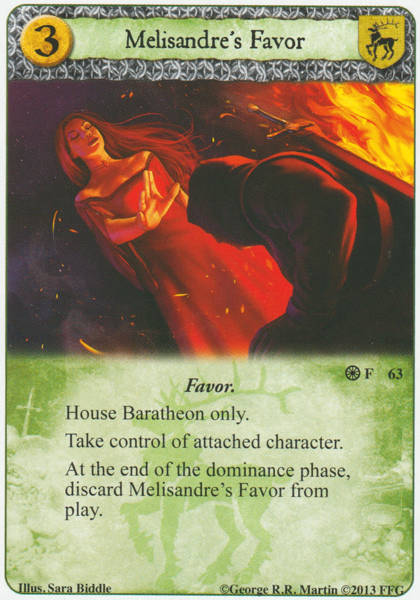 3
Melisandre's Favor
F 63
Favor.
House Baratheon only.
Take control of attached character.
At the end of the dominance phase,
discard Melisandre's Favor from
play.
Illus. Sara Biddle
©George R.R. Martin ©2013 FFG